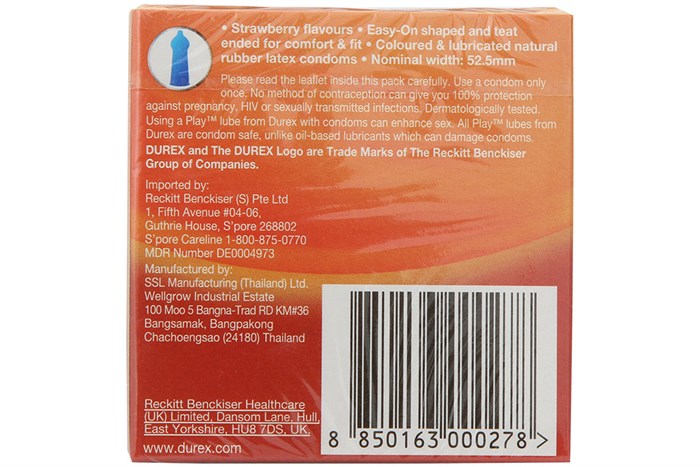 • Strawberry flavours • Easy-On shaped and teat
ended for comfort & fit • Coloured & lubricated natural
rubber latex condoms • Nominal width: 52.5mm
Please read the leaflet inside this pack carefully. Use a condom only
once. No method of contraception can give you 100% protection
against pregnancy, HIV or sexually transmitted infections. Dermatologically tested.
Using a Play™ lube from Durex with condoms can enhance sex. All Play™ lubes from
Durex are condom safe, unlike oil-based lubricants which can damage condoms.
DUREX and The DUREX Logo are Trade Marks of The Reckitt Benckiser
Group of Companies.
Imported by:
Reckitt Benckiser (S) Pte Ltd
1, Fifth Avenue #04-06,
Guthrie House, S'pore 268802
S'pore Careline 1-800-875-0770
MDR Number DE0004973
Manufactured by:
SSL Manufacturing (Thailand) Ltd.
Wellgrow Industrial Estate
100 Moo 5 Bangna-Trad RD KM#36
Bangsamak, Bangpakong
Chachoengsao (24180) Thailand
Reckitt Benckiser Healthcare
(UK) Limited, Dansom Lane, Hull,
East Yorkshire, HU8 7DS, UK.
www.durex.com
8 850163 000278 >